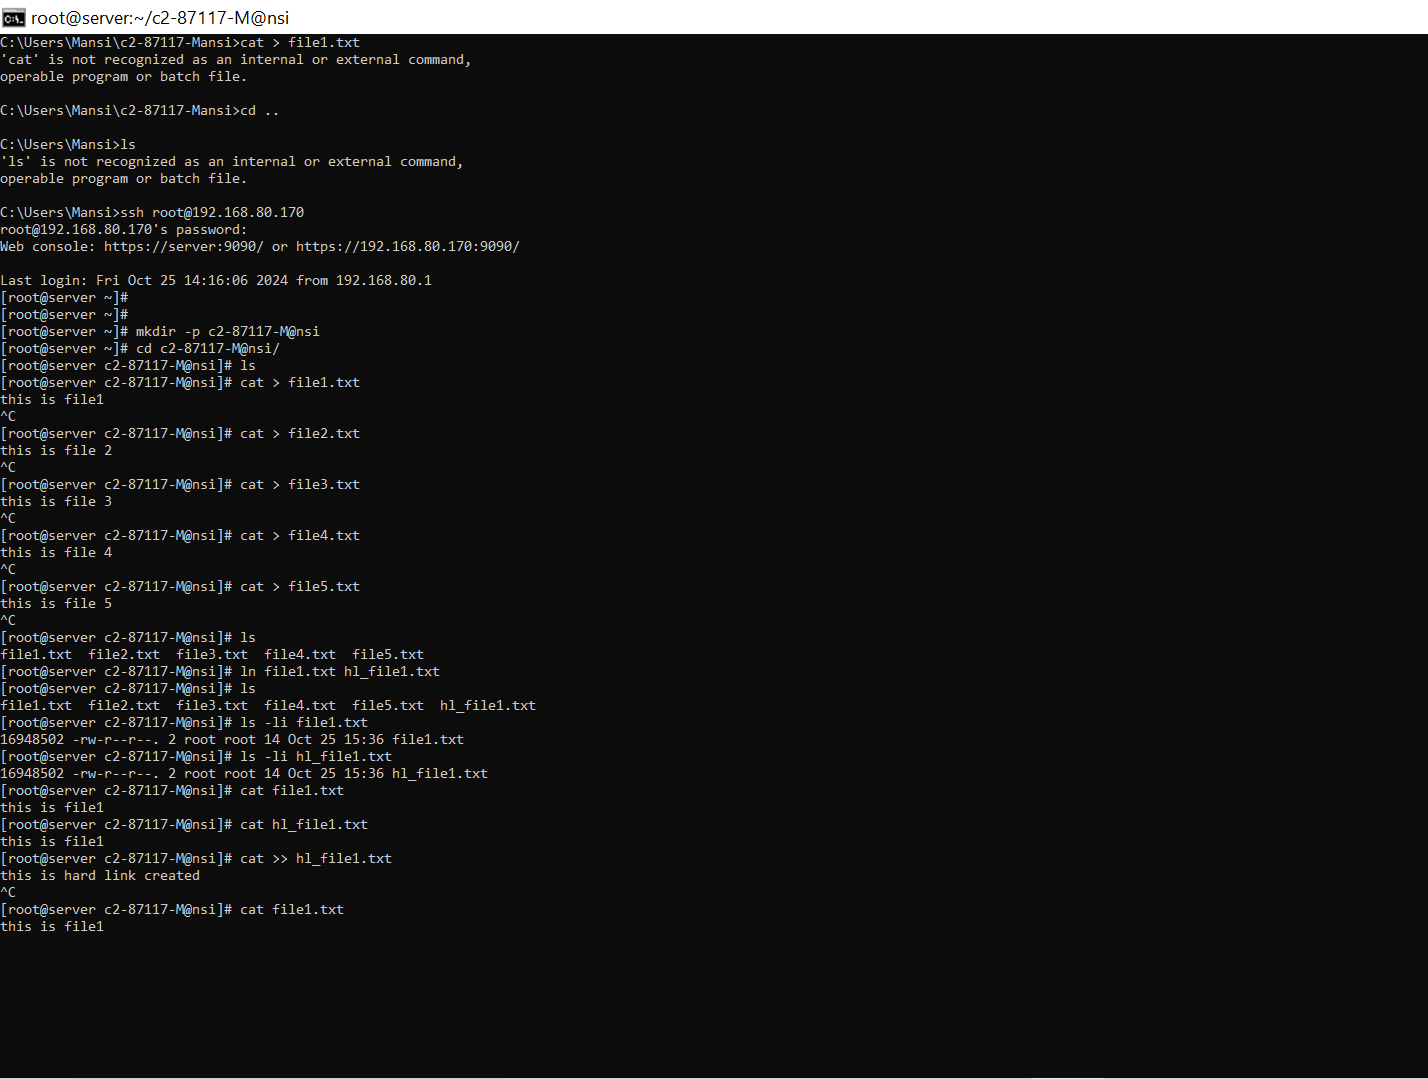 root@server:~/c2-87117-M@nsi
C:\Users\Mansi\c2-87117-Mansi>cat > file1.txt
'cat' is not recognized as an internal or external command,
operable program or batch file.
C:\Users\Mansi\c2-87117-Mansi>cd ..
C:\Users\Mansi>ls
'ls' is not recognized as an internal or external command,
operable program or batch file.
C:\Users\Mansi>ssh root@192.168.80.170
root@192.168.80.170's password:
Web console: https://server:9090/ or https://192.168.80.170:9090/
Last login: Fri Oct 25 14:16:06 2024 from 192.168.80.1
[root@server ~]#
[root@server ~]#
[root@server ~]# mkdir -p c2-87117-M@nsi
[root@server ~]# cd c2-87117-M@nsi/
[root@server c2-87117-M@nsi]# ls
[root@server c2-87117-M@nsi]# cat > file1.txt
this is file1
^C
[root@server c2-87117-M@nsi]# cat > file2.txt
this is file 2
^C
[root@server c2-87117-M@nsi]# cat > file3.txt
this is file 3
^C
[root@server c2-87117-M@nsi]# cat > file4.txt
this is file 4
^C
[root@server c2-87117-M@nsi]# cat > file5.txt
this is file 5
^C
[root@server c2-87117-M@nsi]# ls
file1.txt  file2.txt  file3.txt  file4.txt  file5.txt
[root@server c2-87117-M@nsi]# ln file1.txt hl_file1.txt
[root@server c2-87117-M@nsi]# ls
file1.txt  file2.txt  file3.txt  file4.txt  file5.txt  hl_file1.txt
[root@server c2-87117-M@nsi]# ls -li file1.txt
16948502 -rw-r--r--. 2 root root 14 Oct 25 15:36 file1.txt
[root@server c2-87117-M@nsi]# ls -li hl_file1.txt
16948502 -rw-r--r--. 2 root root 14 Oct 25 15:36 hl_file1.txt
[root@server c2-87117-M@nsi]# cat file1.txt
this is file1
[root@server c2-87117-M@nsi]# cat hl_file1.txt
this is file1
[root@server c2-87117-M@nsi]# cat >> hl_file1.txt
this is hard link created
^C
[root@server c2-87117-M@nsi]# cat file1.txt
this is file1